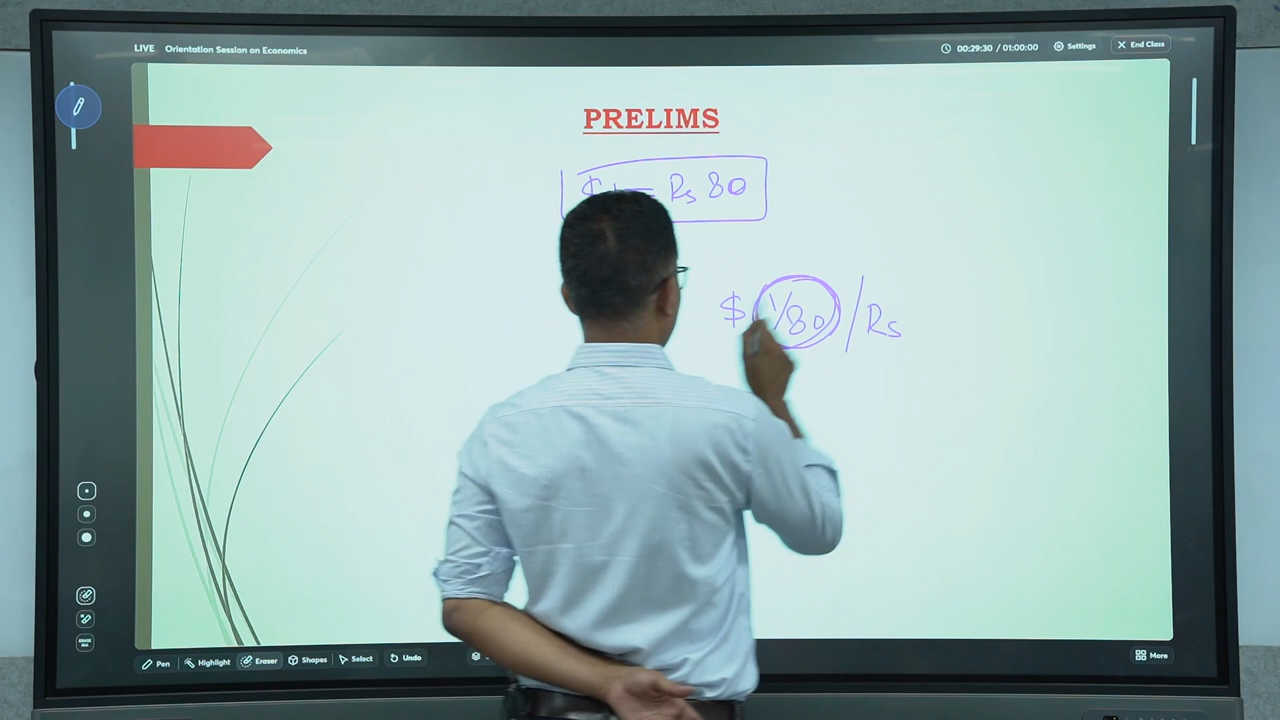 LIVE Orientation Session on Economics
00:29:30 / 01:00:00 Settings X End Class
PRELIMS
Rs 80
$ 1/80 / Rs
Pen Highlight Eraser Shapes Select Undo
More